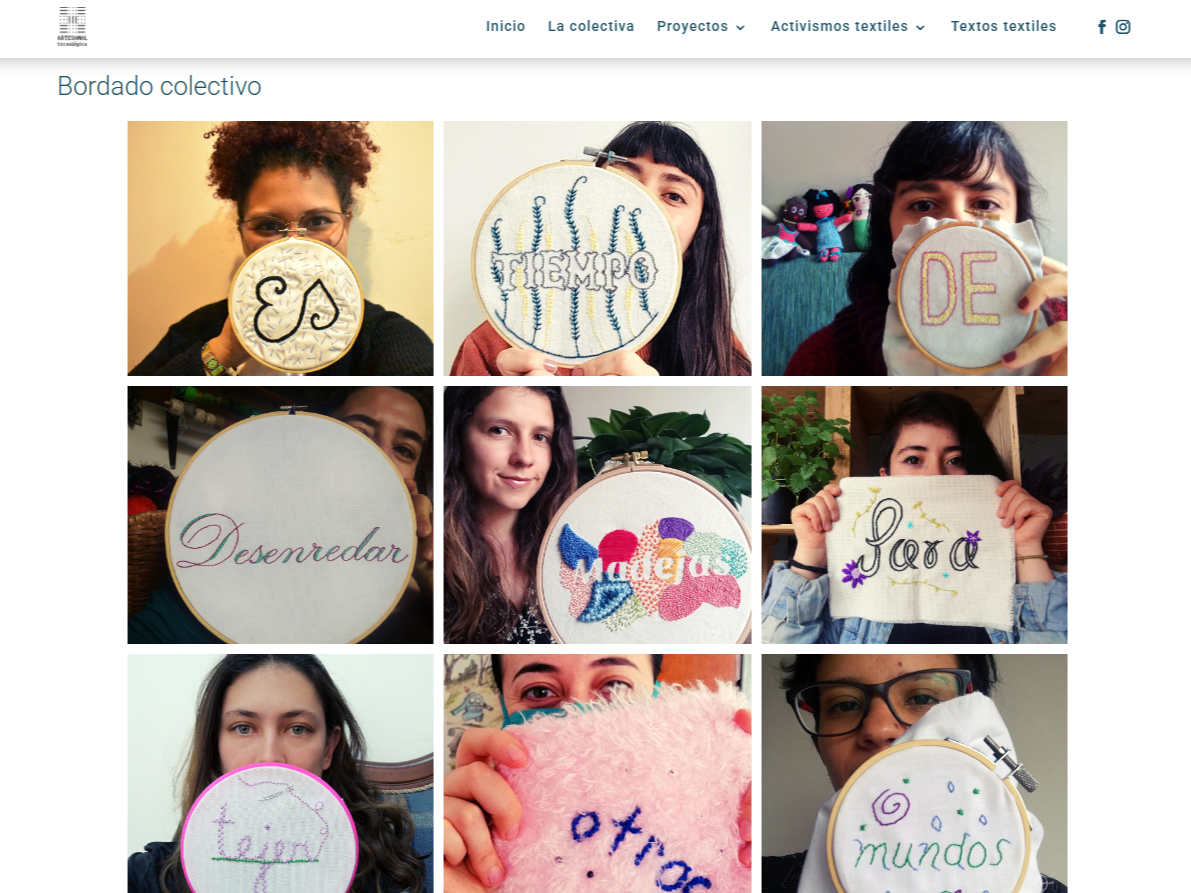 ARTESANAL
tecnológica
Inicio La colectiva Proyectos Activismos textiles Textos textiles
Bordado colectivo
Es
TIEMPO
DE
Desenredar
Madejas
Para
tejer
otros
mundos